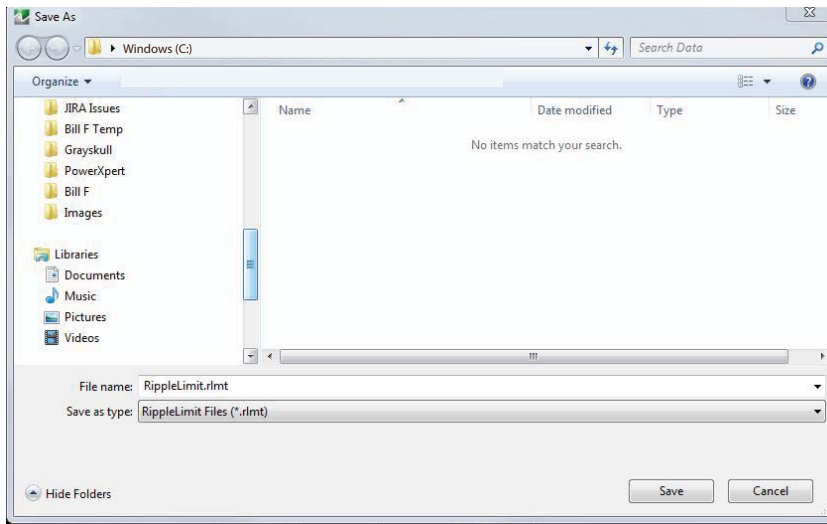 Save As
Windows (C:)
Search Data
Organize
JIRA Issues
Bill F Temp
Grayskull
PowerXpert
Bill F
Images
Libraries
Documents
Music
Pictures
Videos
Name Date modified Type Size
No items match your search.
File name: RippleLimit.rlmt
Save as type: RippleLimit Files (*.rlmt)
Hide Folders
Save Cancel